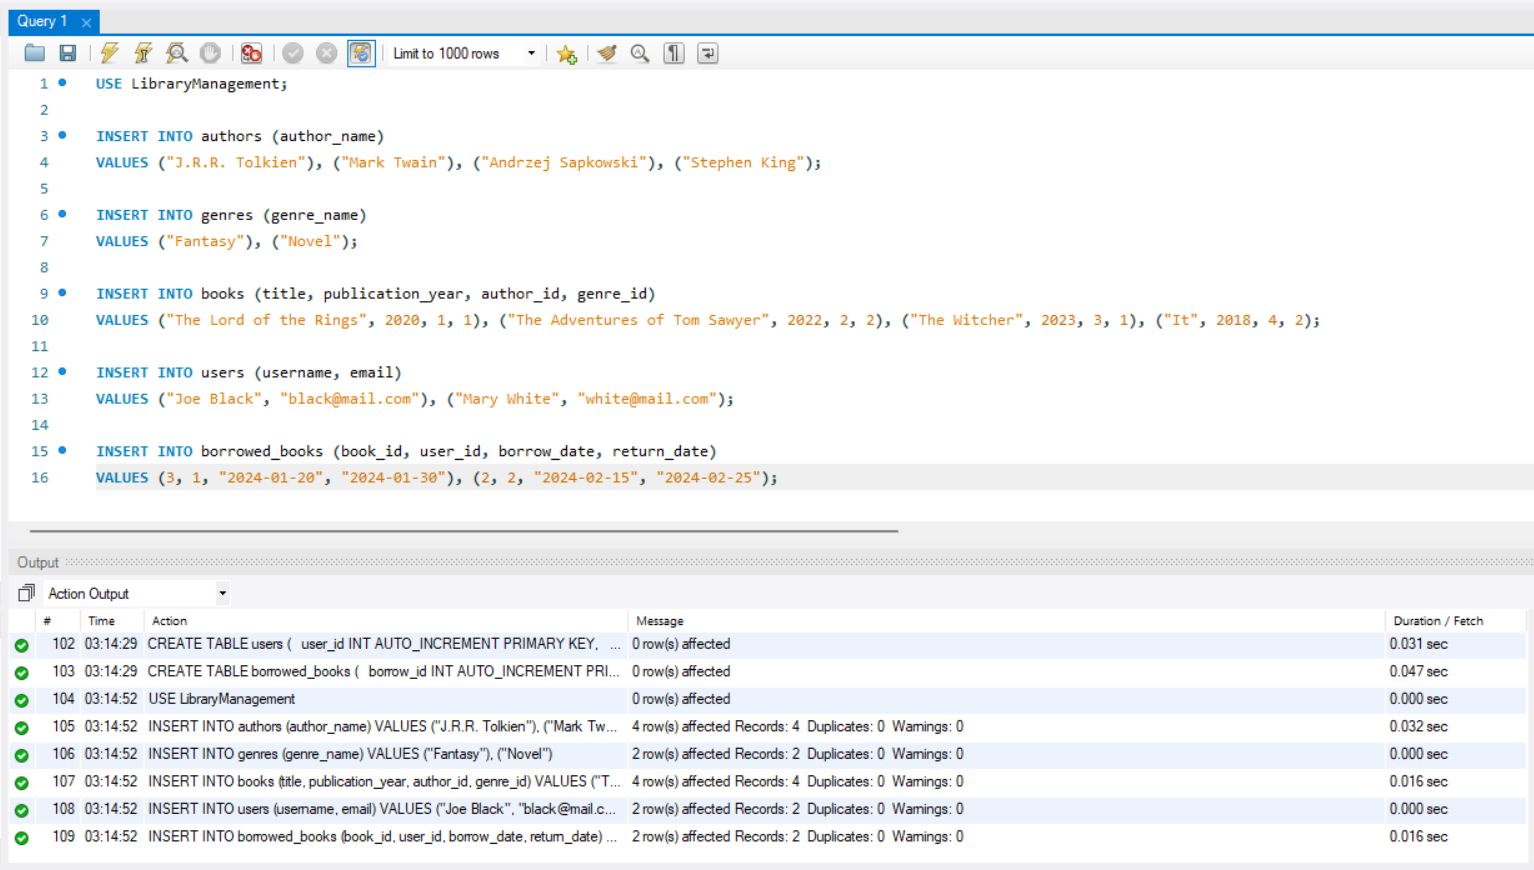 Query 1
Limit to 1000 rows
1 USE LibraryManagement;
2
3 INSERT INTO authors (author_name)
4 VALUES ("J.R.R. Tolkien"), ("Mark Twain"), ("Andrzej Sapkowski"), ("Stephen King");
5
6 INSERT INTO genres (genre_name)
7 VALUES ("Fantasy"), ("Novel");
8
9 INSERT INTO books (title, publication_year, author_id, genre_id)
10 VALUES ("The Lord of the Rings", 2020, 1, 1), ("The Adventures of Tom Sawyer", 2022, 2, 2), ("The Witcher", 2023, 3, 1), ("It", 2018, 4, 2);
11
12 INSERT INTO users (username, email)
13 VALUES ("Joe Black", "black@mail.com"), ("Mary White", "white@mail.com");
14
15 INSERT INTO borrowed_books (book_id, user_id, borrow_date, return_date)
16 VALUES (3, 1, "2024-01-20", "2024-01-30"), (2, 2, "2024-02-15", "2024-02-25");
Output
Action Output
# Time Action Message Duration / Fetch
102 03:14:29 CREATE TABLE users ( user_id INT AUTO_INCREMENT PRIMARY KEY, ... 0 row(s) affected 0.031 sec
103 03:14:29 CREATE TABLE borrowed_books ( borrow_id INT AUTO_INCREMENT PRI... 0 row(s) affected 0.047 sec
104 03:14:52 USE LibraryManagement 0 row(s) affected 0.000 sec
105 03:14:52 INSERT INTO authors (author_name) VALUES ("J.R.R. Tolkien"), ("Mark Tw... 4 row(s) affected Records: 4 Duplicates: 0 Warnings: 0 0.032 sec
106 03:14:52 INSERT INTO genres (genre_name) VALUES ("Fantasy"), ("Novel") 2 row(s) affected Records: 2 Duplicates: 0 Warnings: 0 0.000 sec
107 03:14:52 INSERT INTO books (title, publication_year, author_id, genre_id) VALUES ("T... 4 row(s) affected Records: 4 Duplicates: 0 Warnings: 0 0.016 sec
108 03:14:52 INSERT INTO users (username, email) VALUES ("Joe Black", "black@mail.c... 2 row(s) affected Records: 2 Duplicates: 0 Warnings: 0 0.000 sec
109 03:14:52 INSERT INTO borrowed_books (book_id, user_id, borrow_date, return_date) ... 2 row(s) affected Records: 2 Duplicates: 0 Warnings: 0 0.016 sec